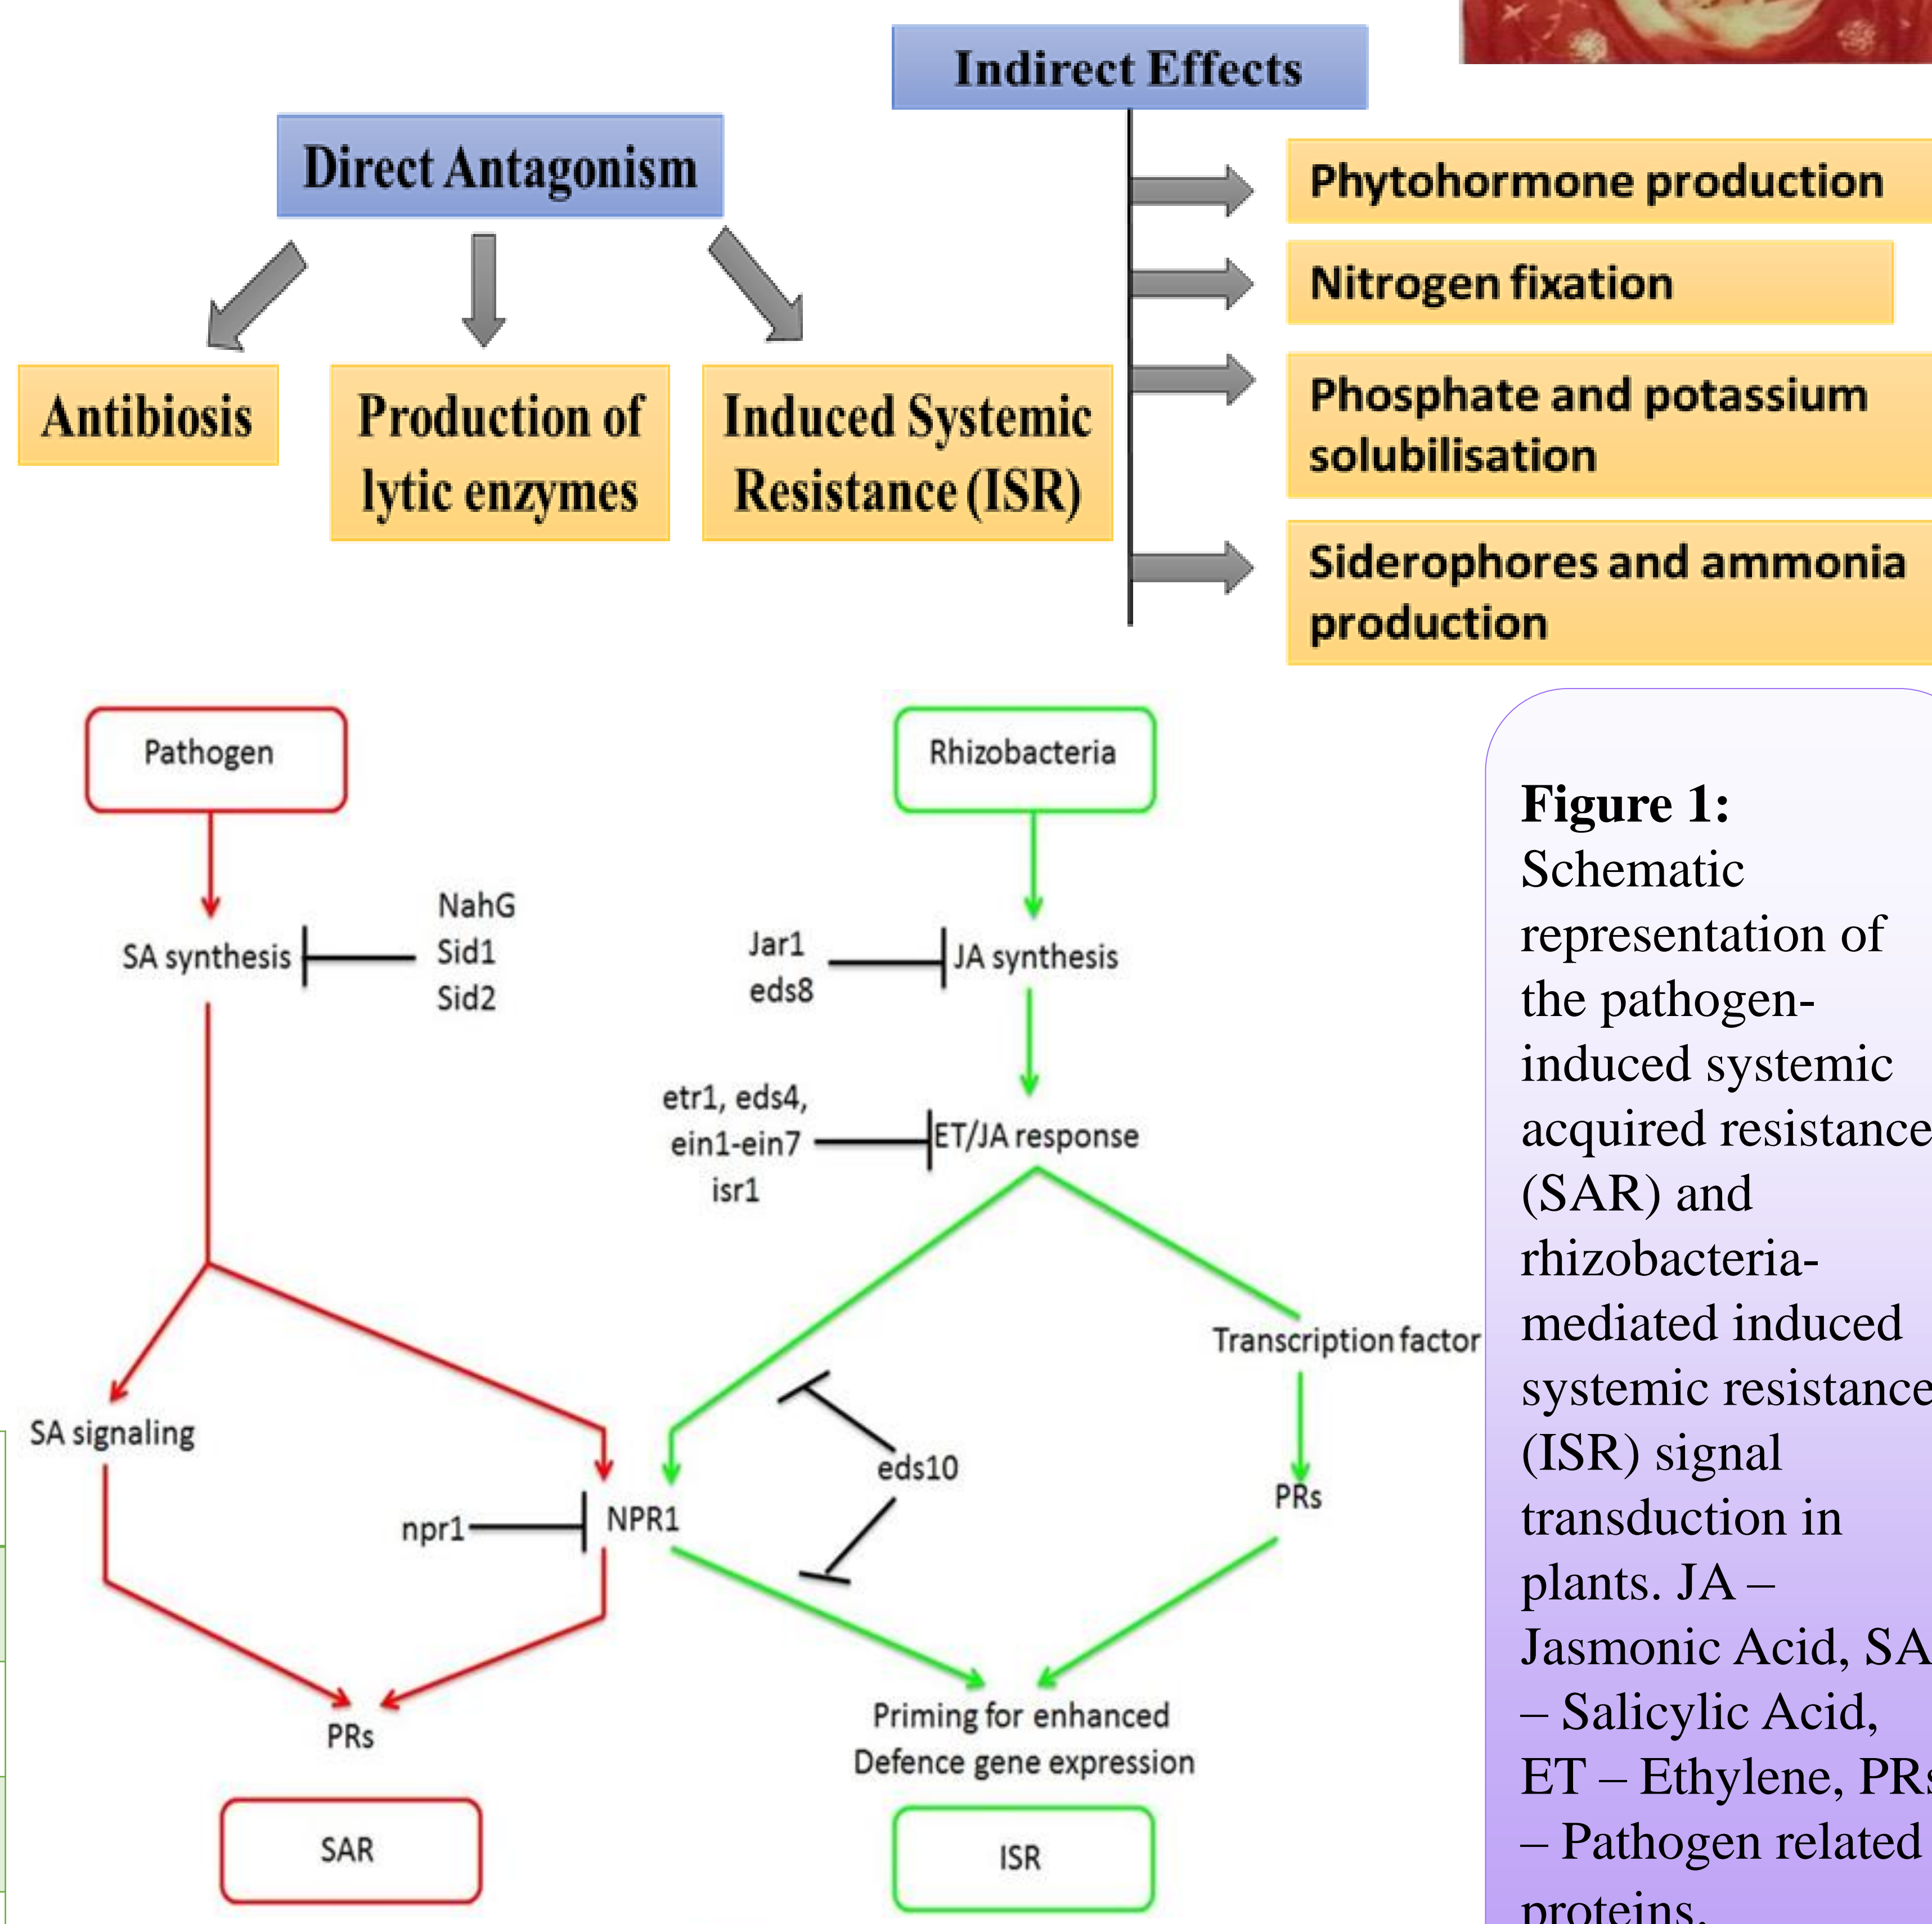 Indirect Effects
Direct Antagonism
Antibiosis
Production of
lytic enzymes
Induced Systemic
Resistance (ISR)
Phytohormone production
Nitrogen fixation
Phosphate and potassium
solubilisation
Siderophores and ammonia
production
Pathogen
SA synthesis
NahG
Sid1
Sid2
SA signaling
npr1
NPR1
PRs
SAR
Rhizobacteria
Jar1
eds8
JA synthesis
etr1, eds4,
ein1-ein7
isr1
ET/JA response
eds10
Transcription factor
PRs
Priming for enhanced
Defence gene expression
ISR
Figure 1:
Schematic
representation of
the pathogen-
induced systemic
acquired resistance
(SAR) and
rhizobacteria-
mediated induced
systemic resistance
(ISR) signal
transduction in
plants. JA –
Jasmonic Acid, SA
– Salicylic Acid,
ET – Ethylene, PRs
– Pathogen related
proteins.